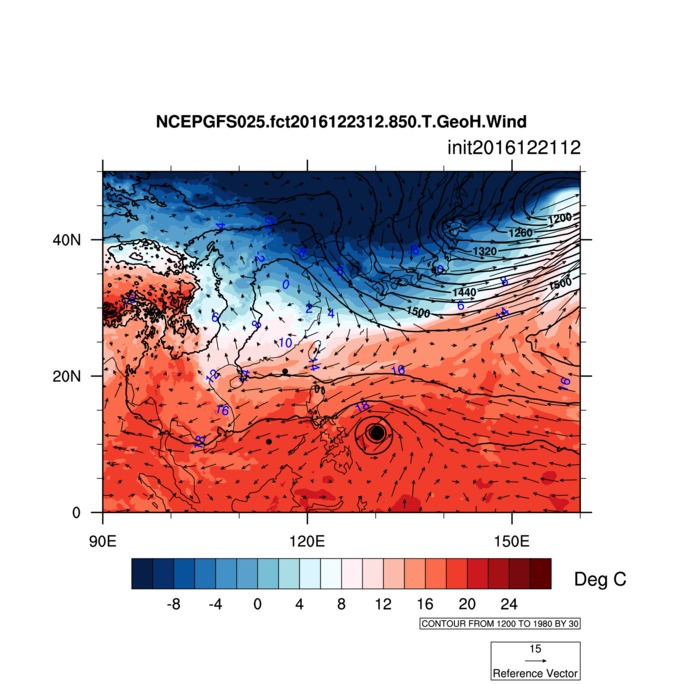 NCEPGFS025.fct2016122312.850.T.GeoH.Wind
init2016122112
1200
1260
1320
1440
1500
1500
40N
20N
0
90E 120E 150E
-8 -4 0 4 8 12 16 20 24
Deg C
CONTOUR FROM 1200 TO 1980 BY 30
15
Reference Vector